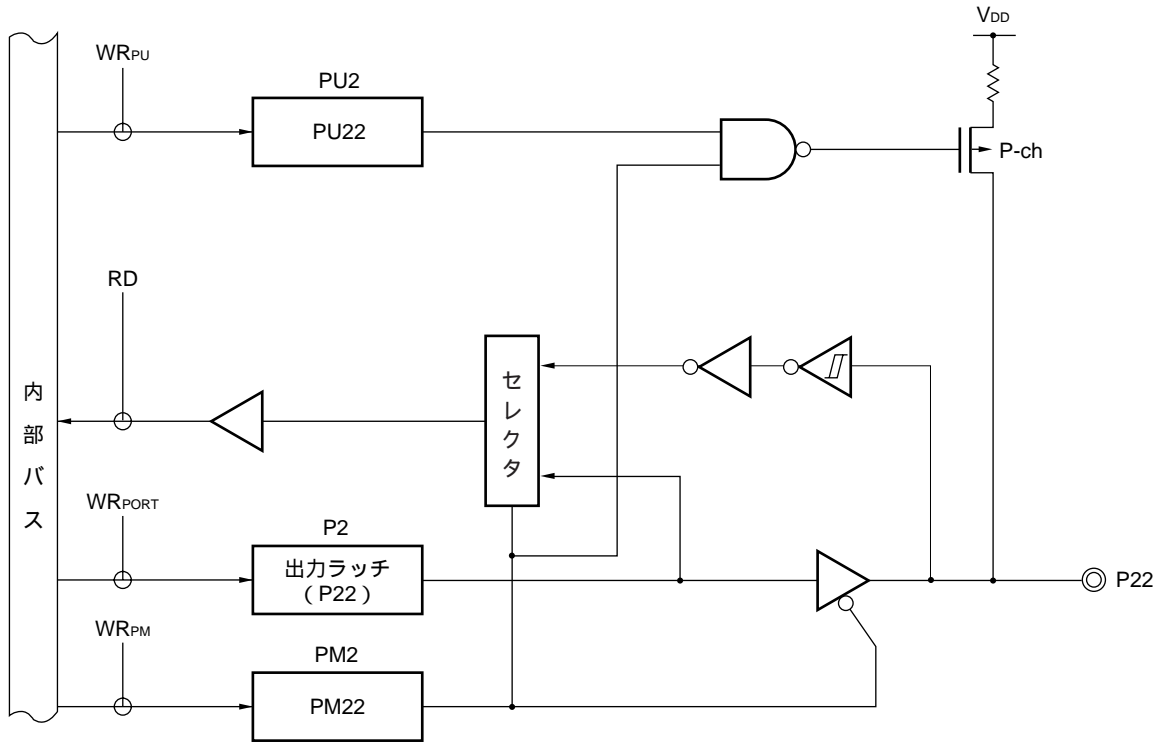 VDD
WRPU
PU2
PU22
P-ch
RD
セレクタ
内部バス
WRPORT
P2
出力ラッチ
( P22 )
P22
WRPM
PM2
PM22